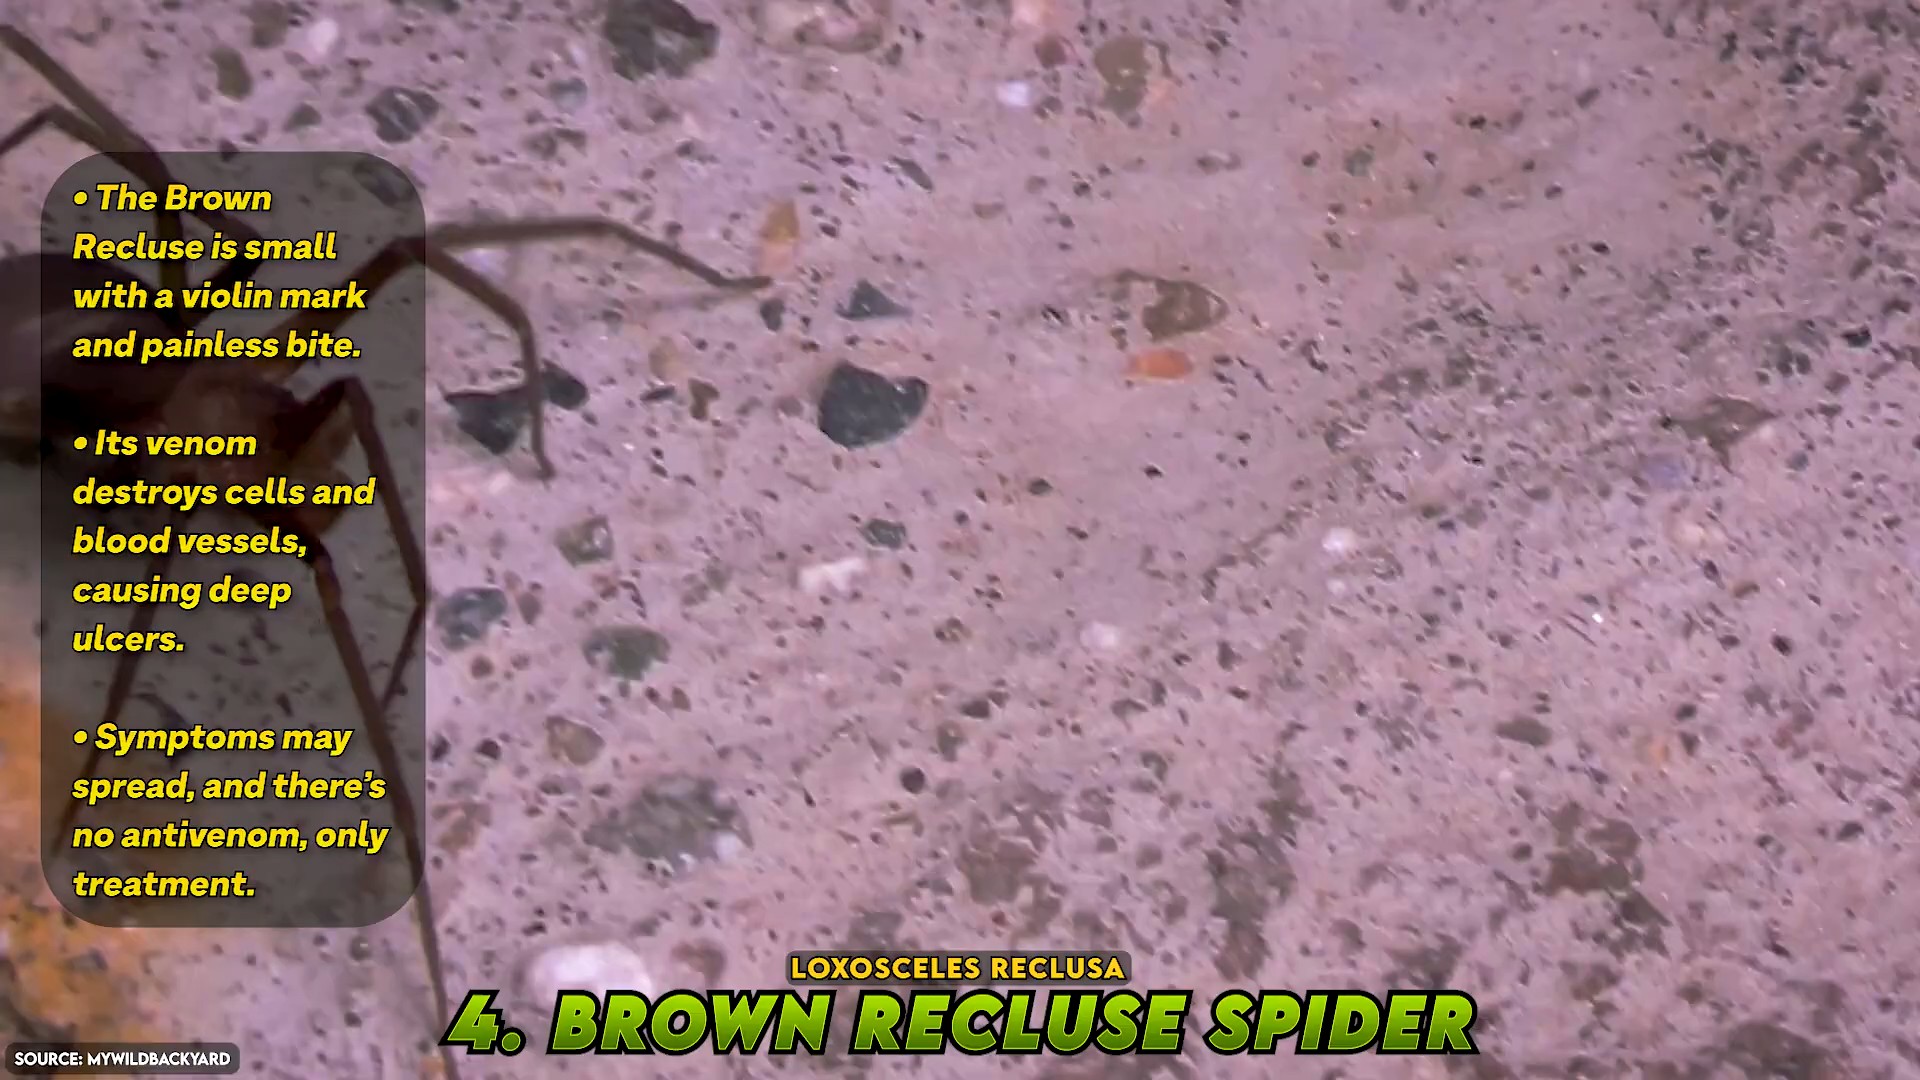 • The Brown
Recluse is small
with a violin mark
and painless bite.
• Its venom
destroys cells and
blood vessels,
causing deep
ulcers.
• Symptoms may
spread, and there’s
no antivenom, only
treatment.
LOXOSCELES RECLUSA
4. BROWN RECLUSE SPIDER
SOURCE: MYWILDBACKYARD